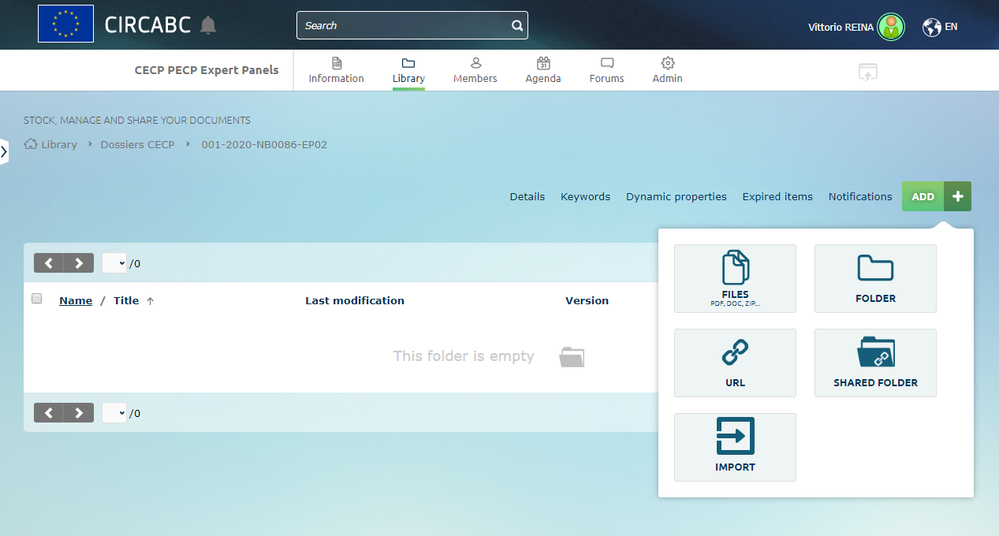 CIRCABC
Search
Vittorio REINA
EN
CECP PECP Expert Panels
Information
Library
Members
31
Agenda
Forums
Admin
STOCK, MANAGE AND SHARE YOUR DOCUMENTS
Library › Dossiers CECP › 001-2020-NB0086-EP02
Details
Keywords
Dynamic properties
Expired items
Notifications
ADD +
/0
Name / Title ↑
Last modification
Version
This folder is empty
/0
FILES
PDF, DOC, ZIP...
FOLDER
URL
SHARED FOLDER
IMPORT